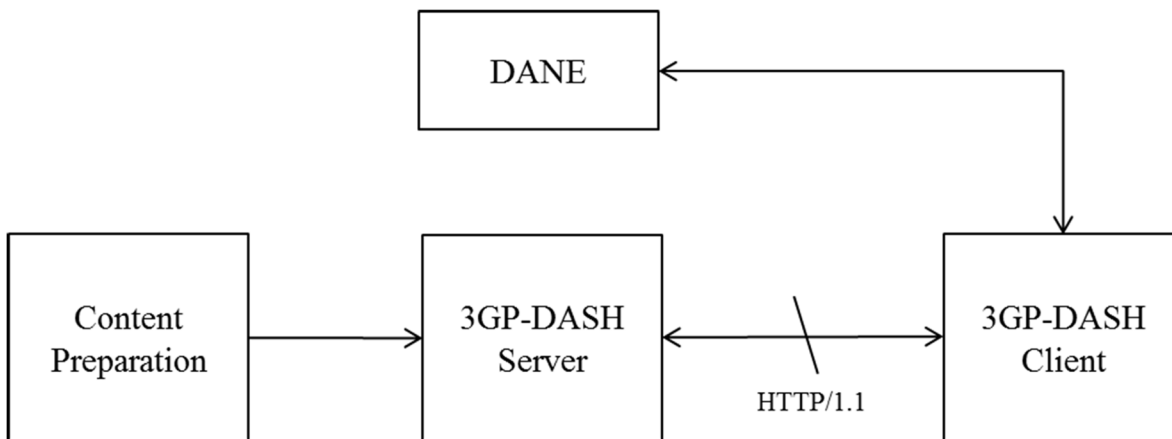 DANE
Content
Preparation
3GP-DASH
Server
HTTP/1.1
3GP-DASH
Client